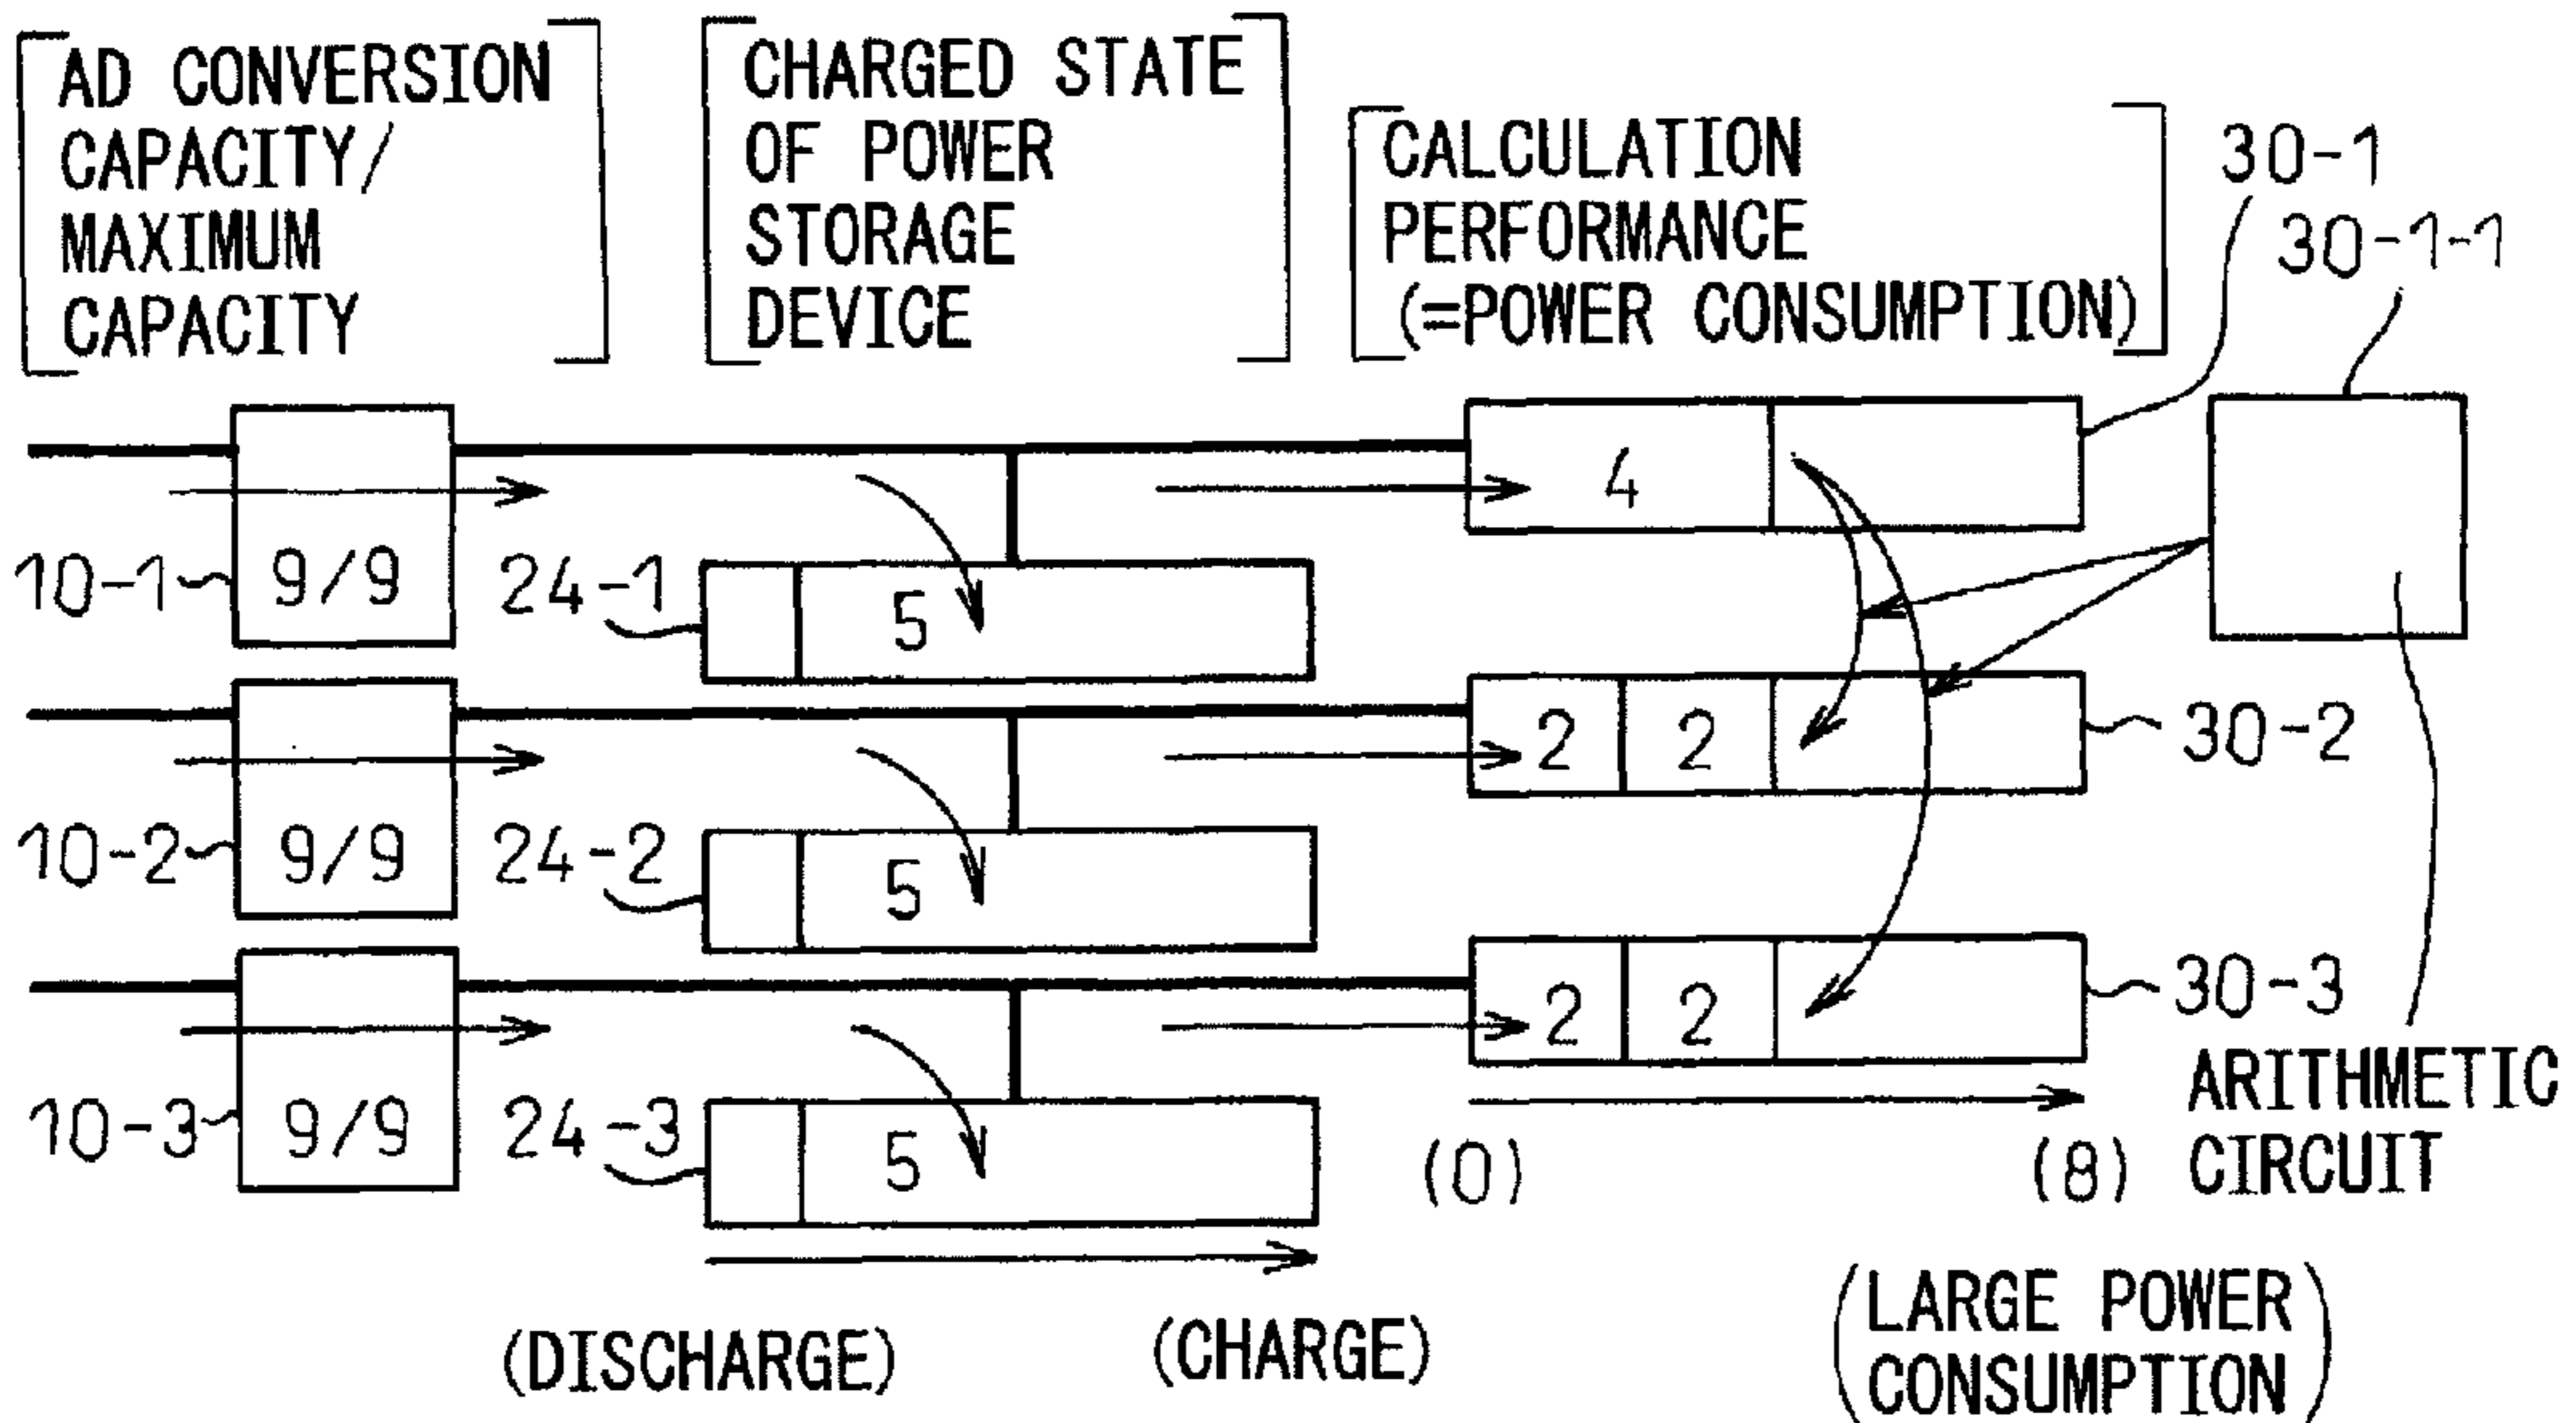 AD CONVERSION
CAPACITY/
MAXIMUM
CAPACITY
CHARGED STATE
OF POWER
STORAGE
DEVICE
CALCULATION
PERFORMANCE
(=POWER CONSUMPTION)
30-1
30-1-1
10-1
9/9
24-1
5
4
10-2
9/9
24-2
5
2
2
30-2
10-3
9/9
24-3
5
2
2
30-3
(0)
(8)
ARITHMETIC
CIRCUIT
(DISCHARGE)
(CHARGE)
(LARGE POWER
CONSUMPTION)